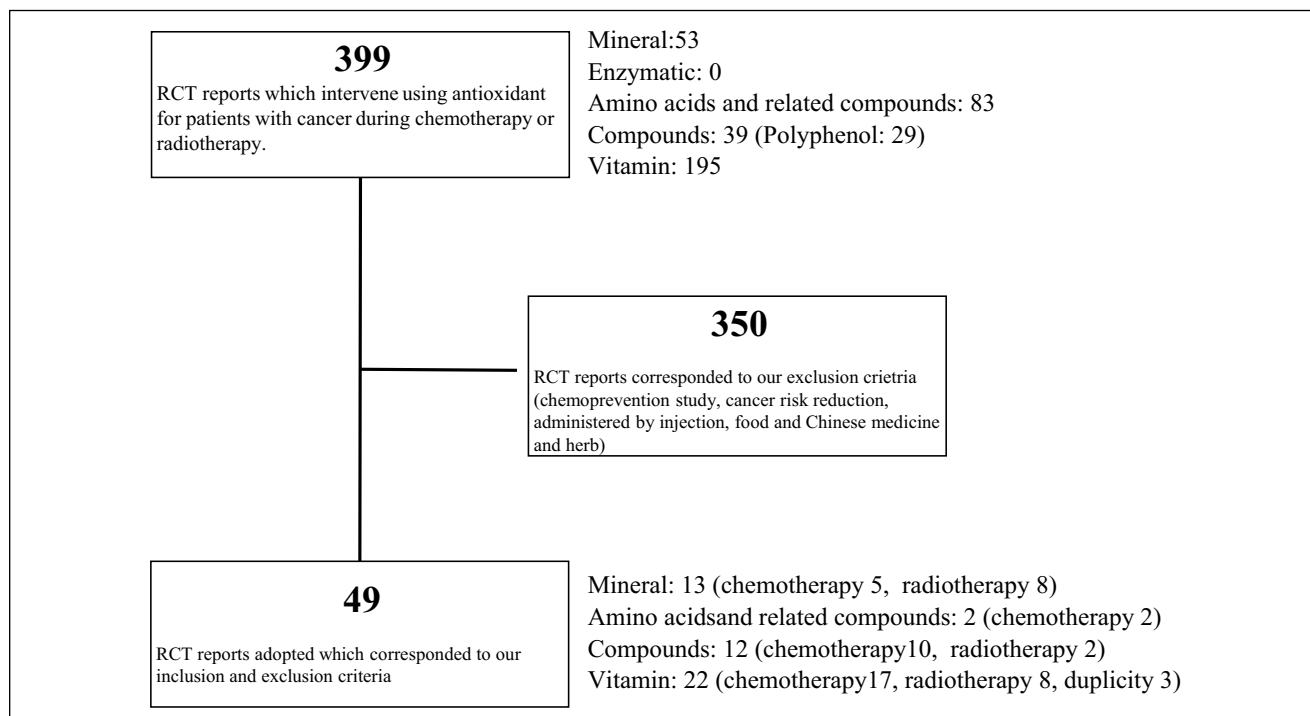 399
RCT reports which intervene using antioxidant
for patients with cancer during chemotherapy or
radiotherapy.
Mineral:53
Enzymatic: 0
Amino acids and related compounds: 83
Compounds: 39 (Polyphenol: 29)
Vitamin: 195
350
RCT reports corresponded to our exclusion crietria
(chemoprevention study, cancer risk reduction,
administered by injection, food and Chinese medicine
and herb)
49
RCT reports adopted which corresponded to our
inclusion and exclusion criteria
Mineral: 13 (chemotherapy 5, radiotherapy 8)
Amino acidsand related compounds: 2 (chemotherapy 2)
Compounds: 12 (chemotherapy10, radiotherapy 2)
Vitamin: 22 (chemotherapy17, radiotherapy 8, duplicity 3)